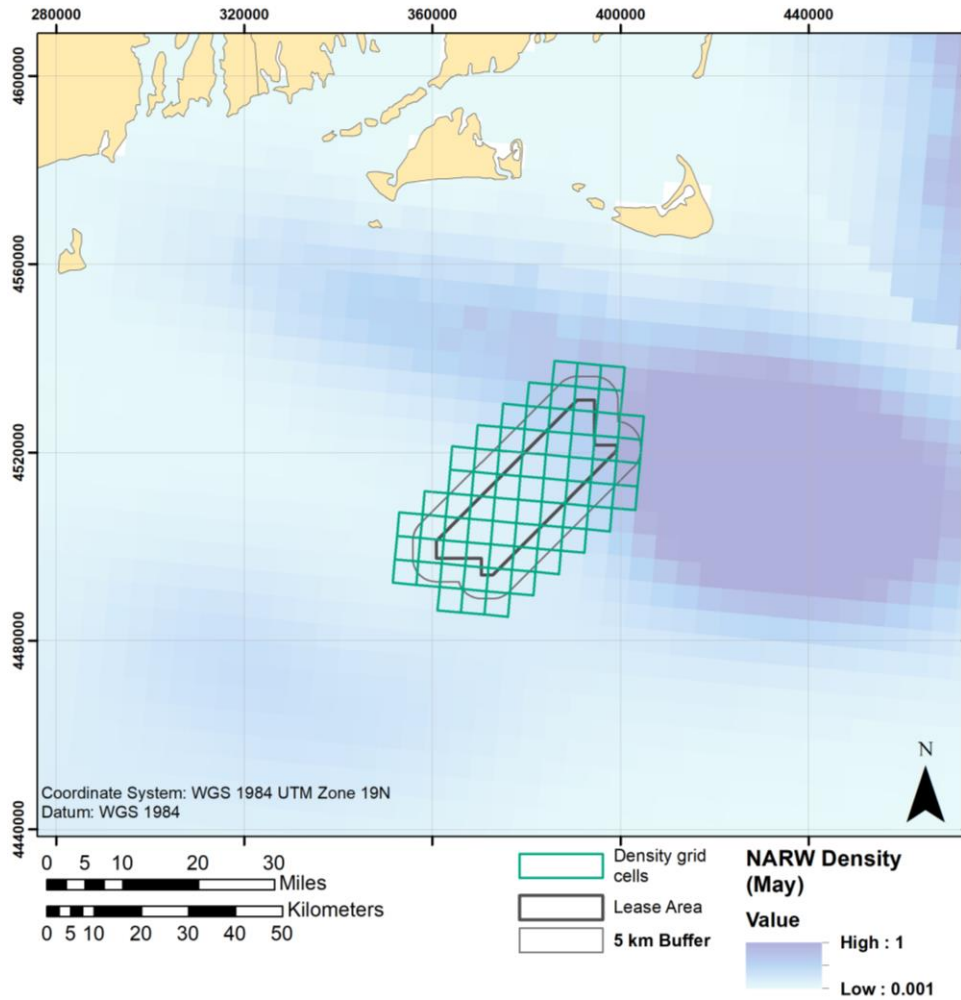 280000 320000 360000 400000 440000
4600000
4560000
4520000
4480000
4440000
N
Coordinate System: WGS 1984 UTM Zone 19N
Datum: WGS 1984
0 5 10 20 30
Miles
Kilometers
0 5 10 20 30 40 50
Density grid
cells
Lease Area
5 km Buffer
NARW Density
(May)
Value
High : 1
Low : 0.001